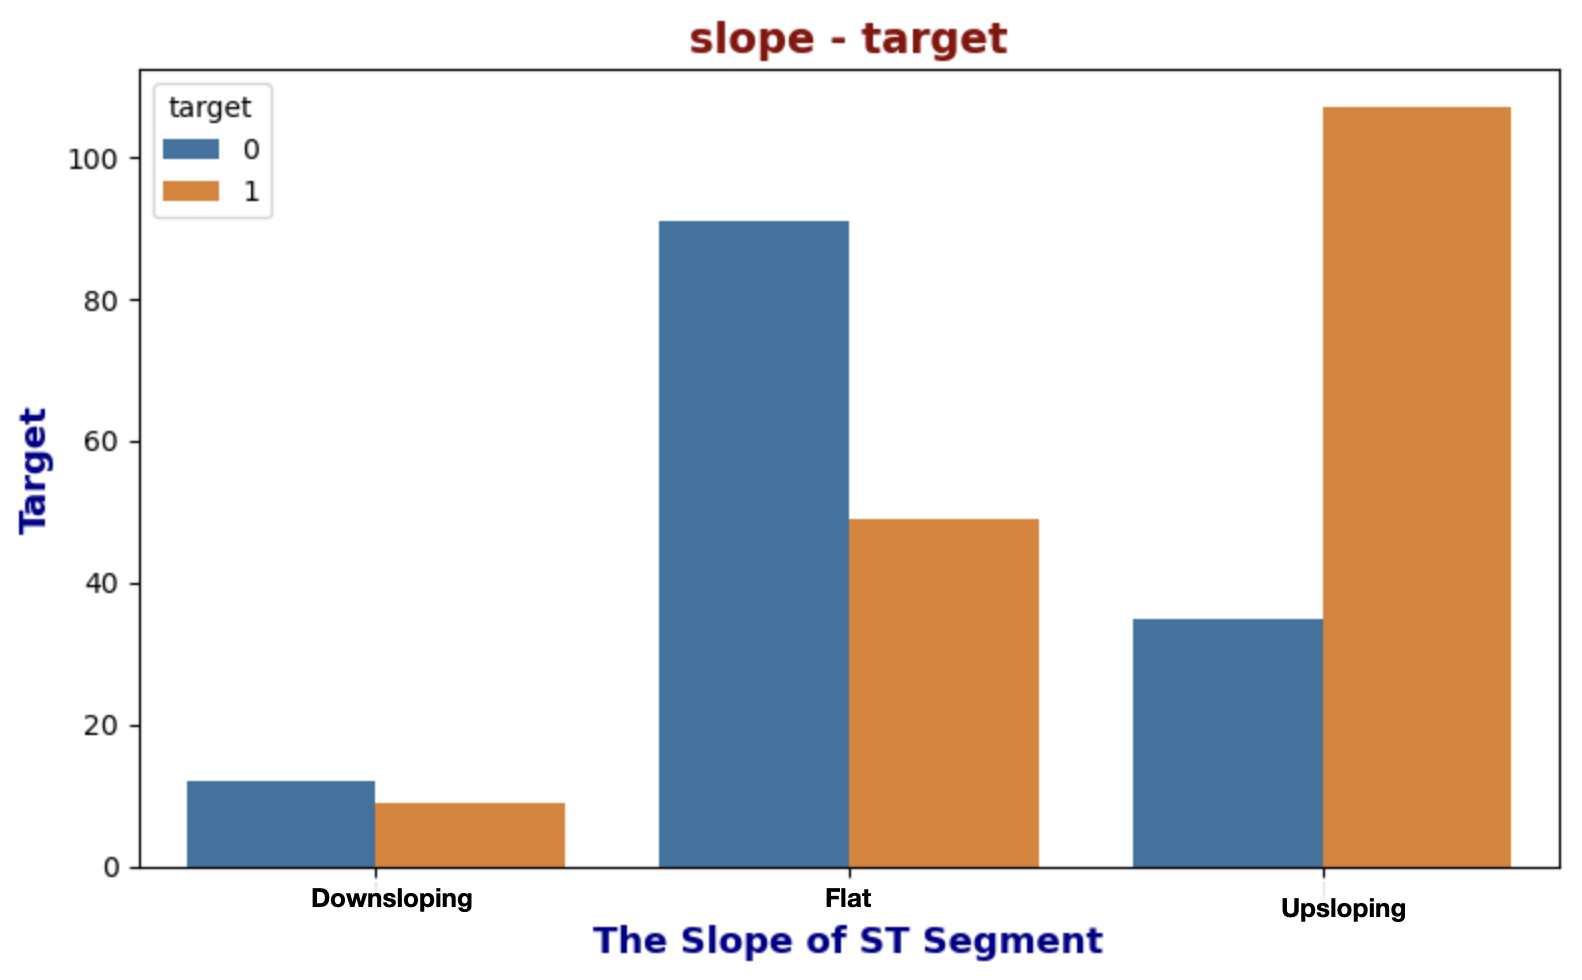 slope - target
target
0
1
100
80
60
40
20
0
Target
Downsloping
Flat
Upsloping
The Slope of ST Segment